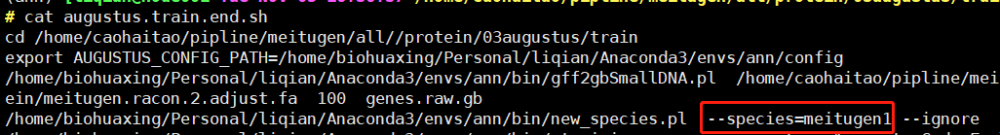 # cat augustus.train.end.sh
cd /home/caohaitao/pipline/meitugen/all//protein/03augustus/train
export AUGUSTUS_CONFIG_PATH=/home/biohuaxing/Personal/liqian/Anaconda3/envs/ann/config
/home/biohuaxing/Personal/liqian/Anaconda3/envs/ann/bin/gff2gbSmallDNA.pl /home/caohaitao/pipline/mei
ein/meitugen.racon.2.adjust.fa 100 genes.raw.gb
/home/biohuaxing/Personal/liqian/Anaconda3/envs/ann/bin/new_species.pl --species=meitugen1 --ignore